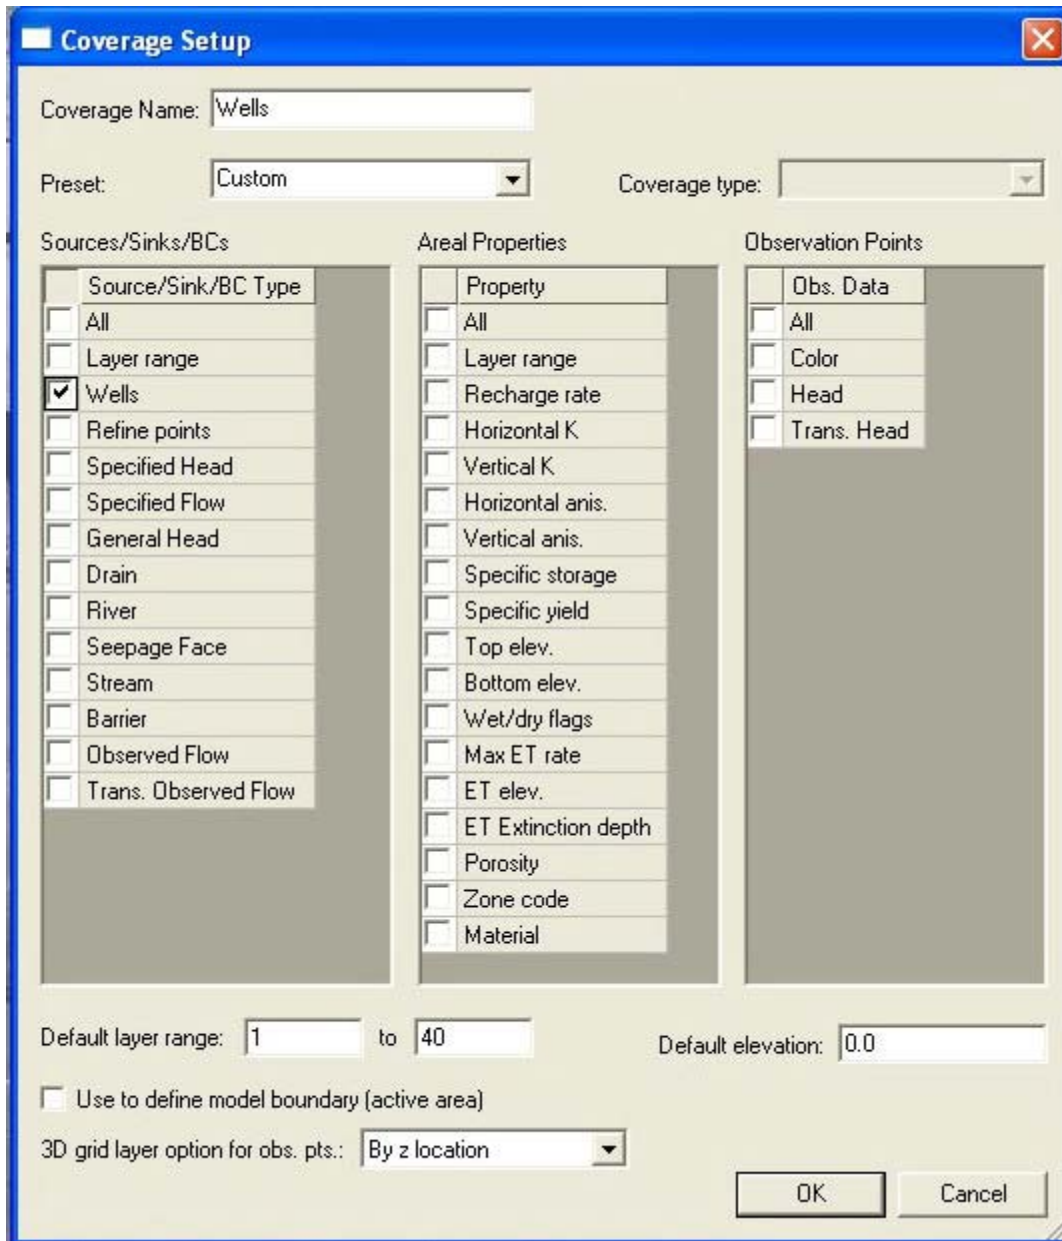 Coverage Setup
Coverage Name: Wells
Preset: Custom Coverage type:
Sources/Sinks/BCs
Source/Sink/BC Type
All
Layer range
Wells
Refine points
Specified Head
Specified Flow
General Head
Drain
River
Seepage Face
Stream
Barrier
Observed Flow
Trans. Observed Flow
Areal Properties
Property
All
Layer range
Recharge rate
Horizontal K
Vertical K
Horizontal anis.
Vertical anis.
Specific storage
Specific yield
Top elev.
Bottom elev.
Wet/dry flags
Max ET rate
ET elev.
ET Extinction depth
Porosity
Zone code
Material
Observation Points
Obs. Data
All
Color
Head
Trans. Head
Default layer range: 1 to 40 Default elevation: 0.0
Use to define model boundary (active area)
3D grid layer option for obs. pts.: By z location
OK Cancel